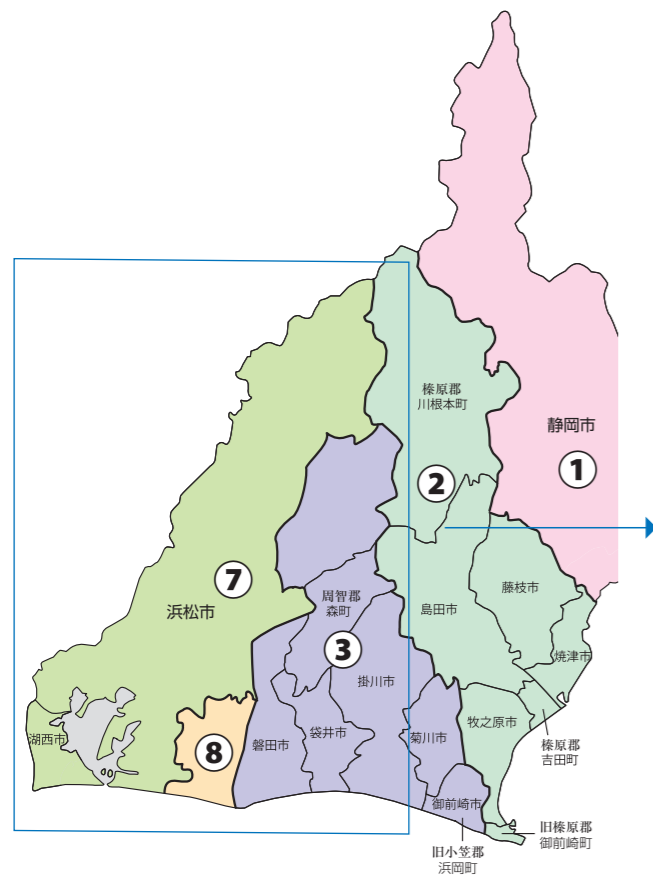 榛原郡
川根本町
静岡市
①
②
藤枝市
⑦
周智郡
森町
島田市
浜松市
③
焼津市
掛川市
牧之原市
湖西市
⑧
磐田市
袋井市
菊川市
榛原郡
吉田町
御前崎市
旧榛原郡
御前崎町
旧小笠郡
浜岡町